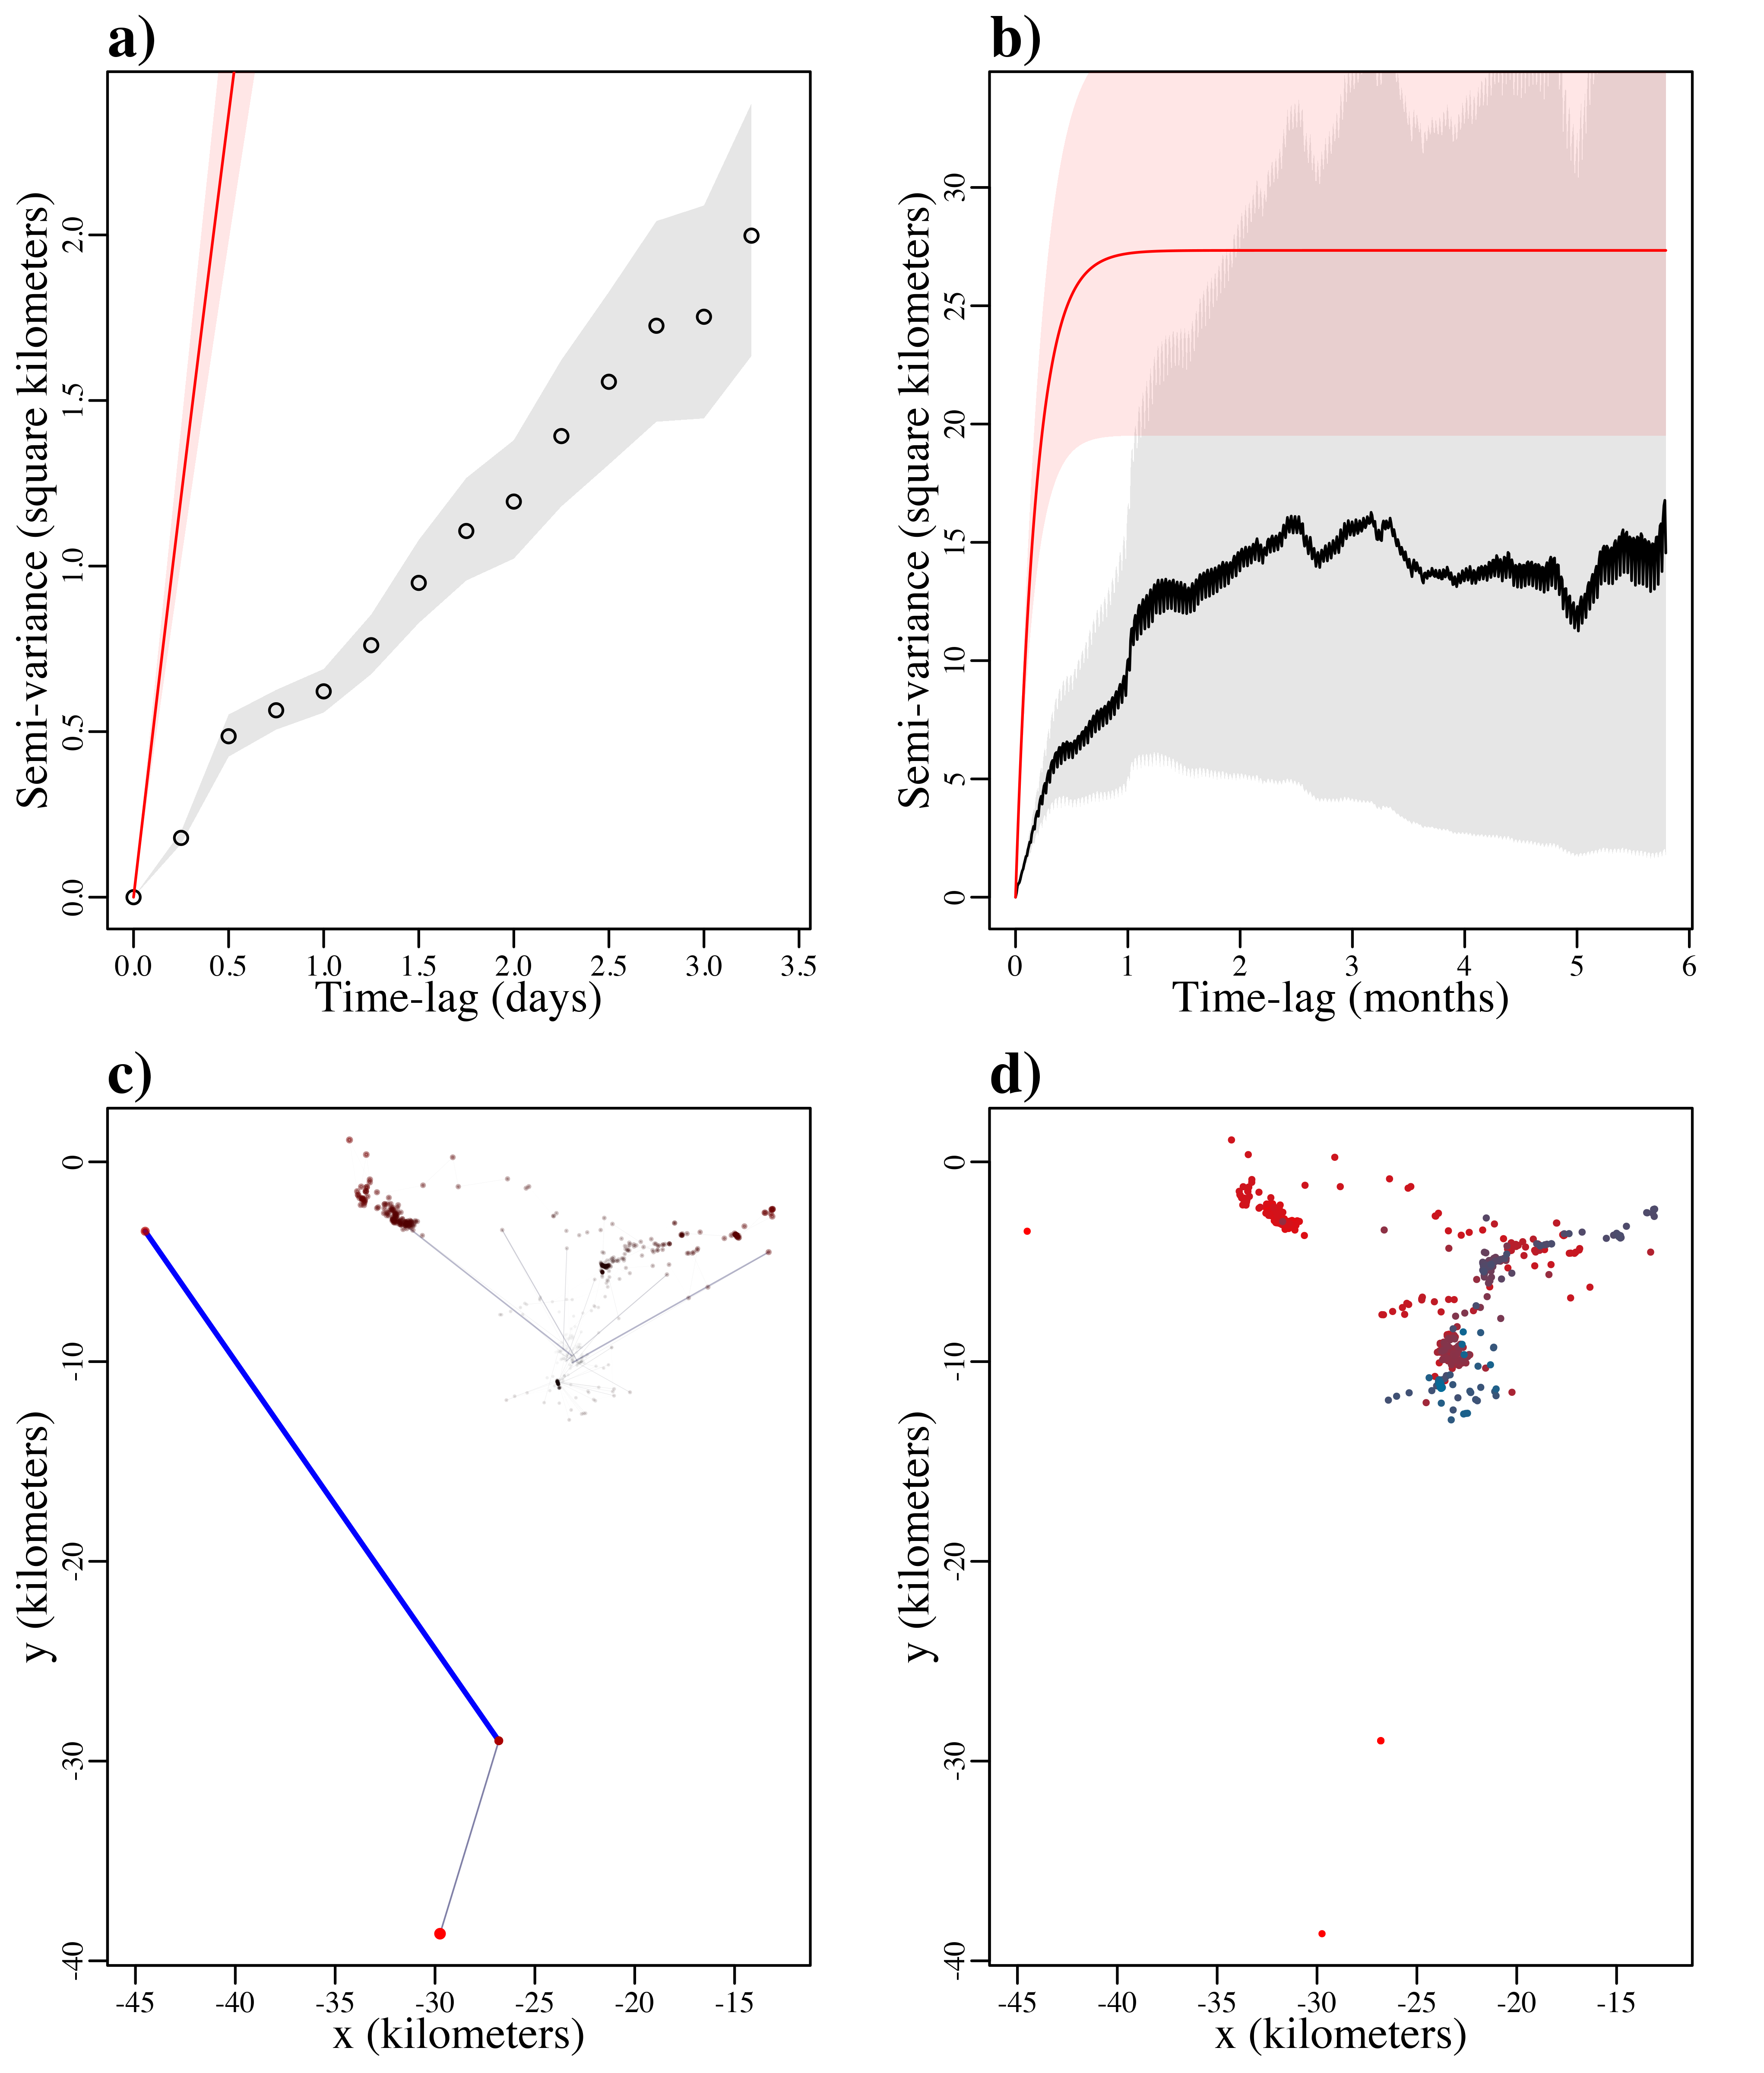 a)
Semi-variance (square kilometers)
0.0 0.5 1.0 1.5 2.0
0.0 0.5 1.0 1.5 2.0 2.5 3.0 3.5
Time-lag (days)
b)
Semi-variance (square kilometers)
0 5 10 15 20 25 30
0 1 2 3 4 5 6
Time-lag (months)
c)
y (kilometers)
-40 -30 -20 -10 0
-45 -40 -35 -30 -25 -20 -15
x (kilometers)
d)
y (kilometers)
-40 -30 -20 -10 0
-45 -40 -35 -30 -25 -20 -15
x (kilometers)